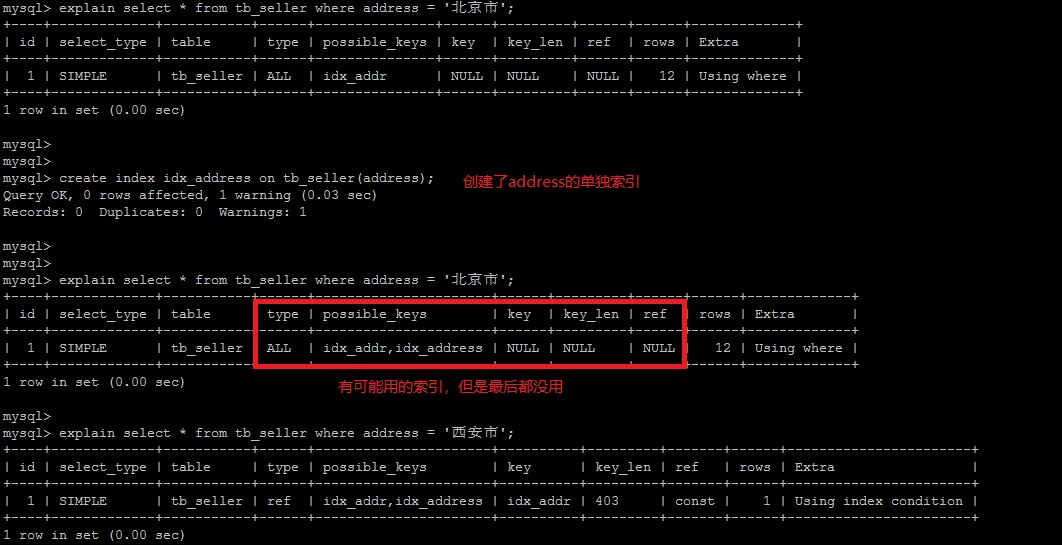 mysql> explain select * from tb_seller where address = '北京市';
+----+-------------+-----------+------+---------------+------+---------+------+------+-------------+
| id | select_type | table     | type | possible_keys | key  | key_len | ref  | rows | Extra       |
+----+-------------+-----------+------+---------------+------+---------+------+------+-------------+
|  1 | SIMPLE      | tb_seller | ALL  | idx_addr      | NULL | NULL    | NULL |   12 | Using where |
+----+-------------+-----------+------+---------------+------+---------+------+------+-------------+
1 row in set (0.00 sec)
mysql>
mysql>
mysql> create index idx_address on tb_seller(address); 创建了address的单独索引
Query OK, 0 rows affected, 1 warning (0.03 sec)
Records: 0  Duplicates: 0  Warnings: 1
mysql>
mysql>
mysql> explain select * from tb_seller where address = '北京市';
+----+-------------+-----------+------+----------------------+------+---------+------+------+-------------+
| id | select_type | table     | type | possible_keys        | key  | key_len | ref  | rows | Extra       |
+----+-------------+-----------+------+----------------------+------+---------+------+------+-------------+
|  1 | SIMPLE      | tb_seller | ALL  | idx_addr,idx_address | NULL | NULL    | NULL |   12 | Using where |
+----+-------------+-----------+------+----------------------+------+---------+------+------+-------------+
1 row in set (0.00 sec)
有可能用的索引，但是最后都没用
mysql>
mysql> explain select * from tb_seller where address = '西安市';
+----+-------------+-----------+------+----------------------+----------+---------+-------+------+-----------------------+
| id | select_type | table     | type | possible_keys        | key      | key_len | ref   | rows | Extra                 |
+----+-------------+-----------+------+----------------------+----------+---------+-------+------+-----------------------+
|  1 | SIMPLE      | tb_seller | ref  | idx_addr,idx_address | idx_addr | 403     | const |    1 | Using index condition |
+----+-------------+-----------+------+----------------------+----------+---------+-------+------+-----------------------+
1 row in set (0.00 sec)